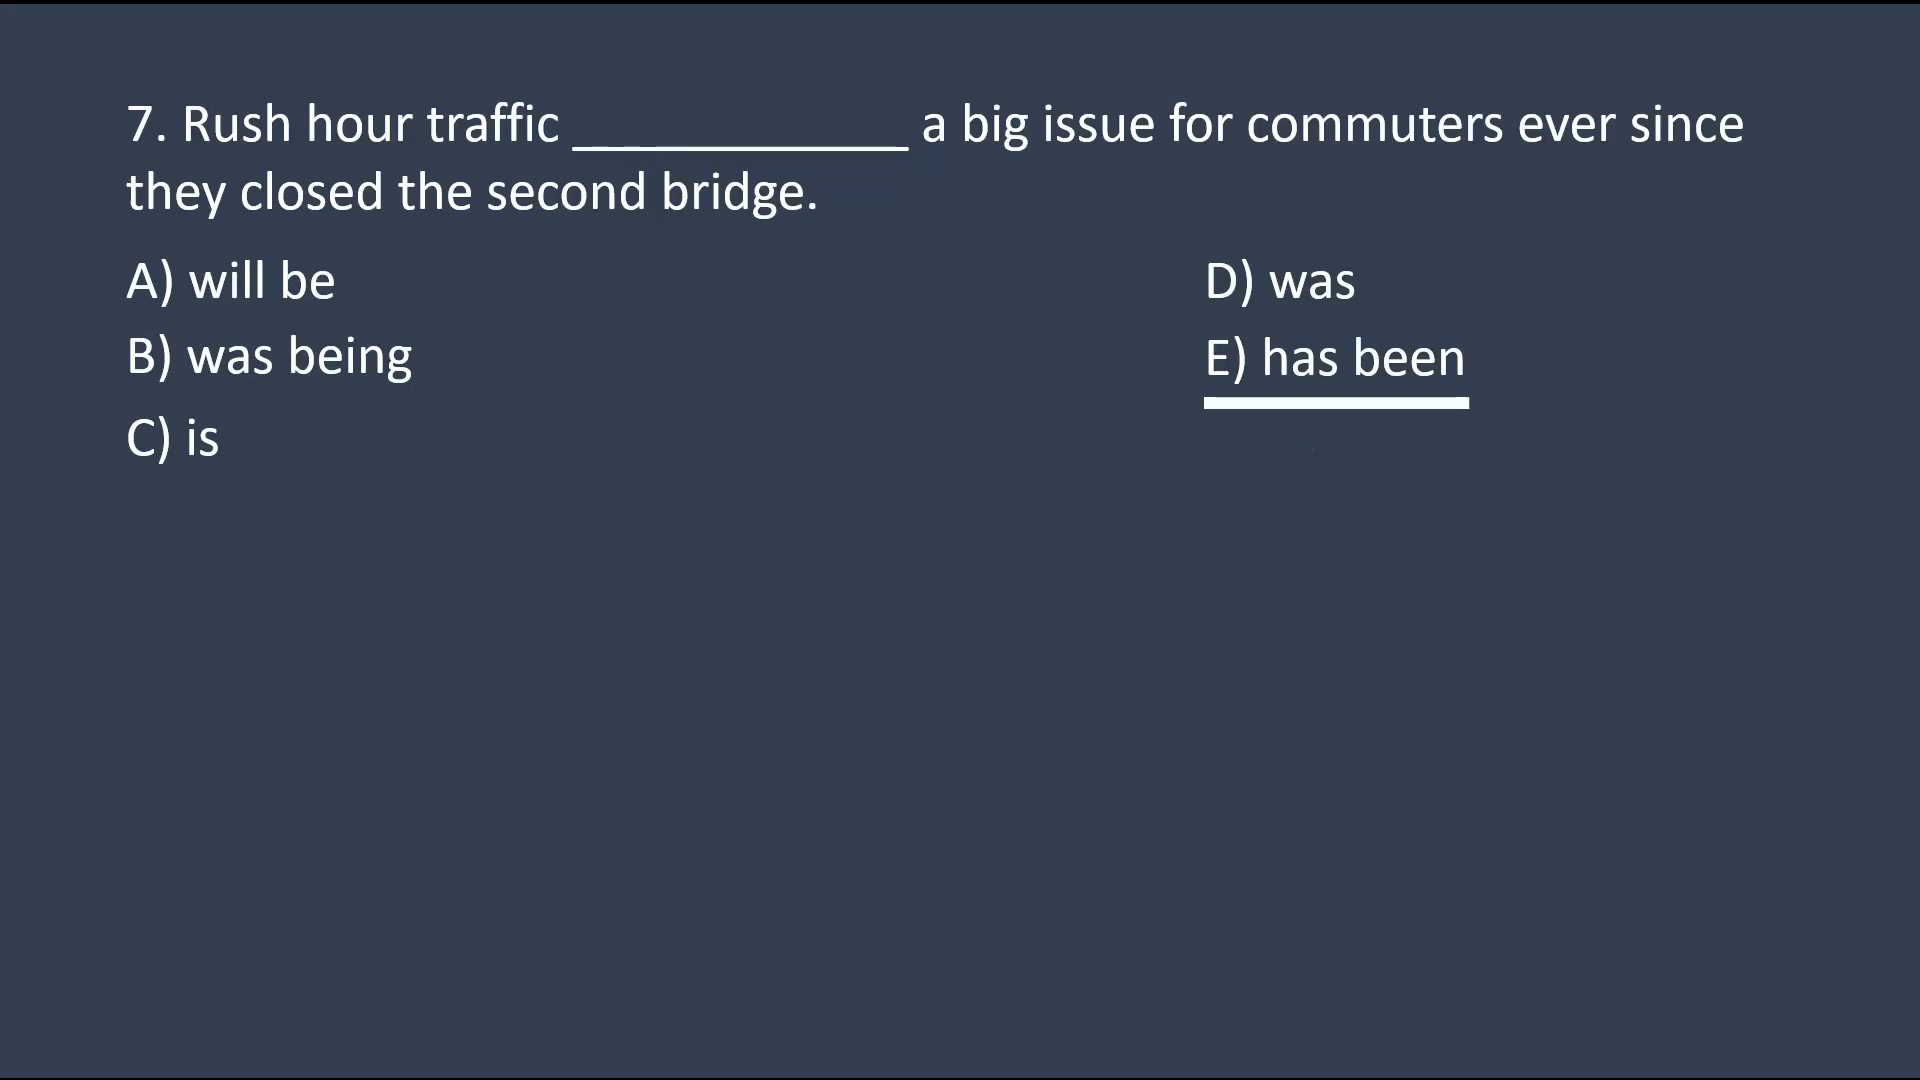 7. Rush hour traffic _____________ a big issue for commuters ever since
they closed the second bridge.
A) will be
B) was being
C) is
D) was
E) has been